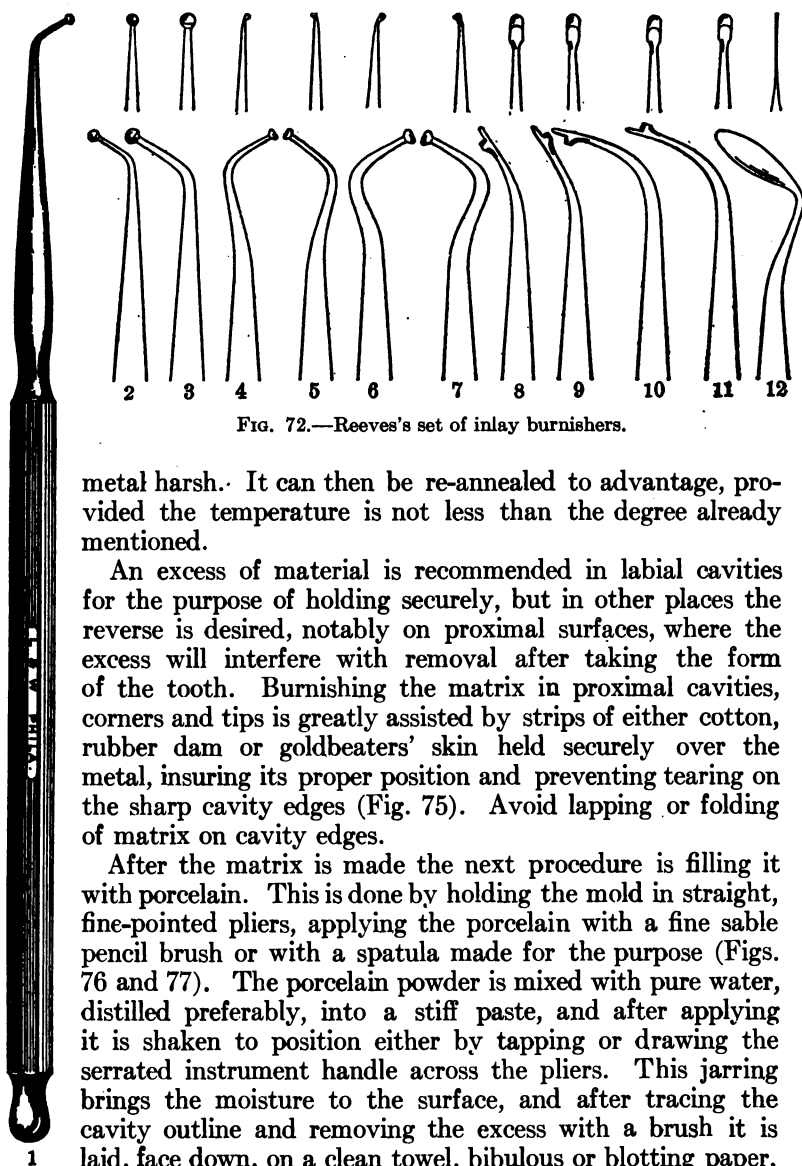 2 3 4 5 6 7 8 9 10 11 12
FIG. 72.—Reeves's set of inlay burnishers.
metal harsh. It can then be re-annealed to advantage, pro-
vided the temperature is not less than the degree already
mentioned.
An excess of material is recommended in labial cavities
for the purpose of holding securely, but in other places the
reverse is desired, notably on proximal surfaces, where the
excess will interfere with removal after taking the form
of the tooth. Burnishing the matrix in proximal cavities,
corners and tips is greatly assisted by strips of either cotton,
rubber dam or goldbeaters' skin held securely over the
metal, insuring its proper position and preventing tearing on
the sharp cavity edges (Fig. 75). Avoid lapping or folding
of matrix on cavity edges.
After the matrix is made the next procedure is filling it
with porcelain. This is done by holding the mold in straight,
fine-pointed pliers, applying the porcelain with a fine sable
pencil brush or with a spatula made for the purpose (Figs.
76 and 77). The porcelain powder is mixed with pure water,
distilled preferably, into a stiff paste, and after applying
it is shaken to position either by tapping or drawing the
serrated instrument handle across the pliers. This jarring
brings the moisture to the surface, and after tracing the
cavity outline and removing the excess with a brush it is
laid, face down, on a clean towel, bibulous or blotting paper,
1
PHILA.